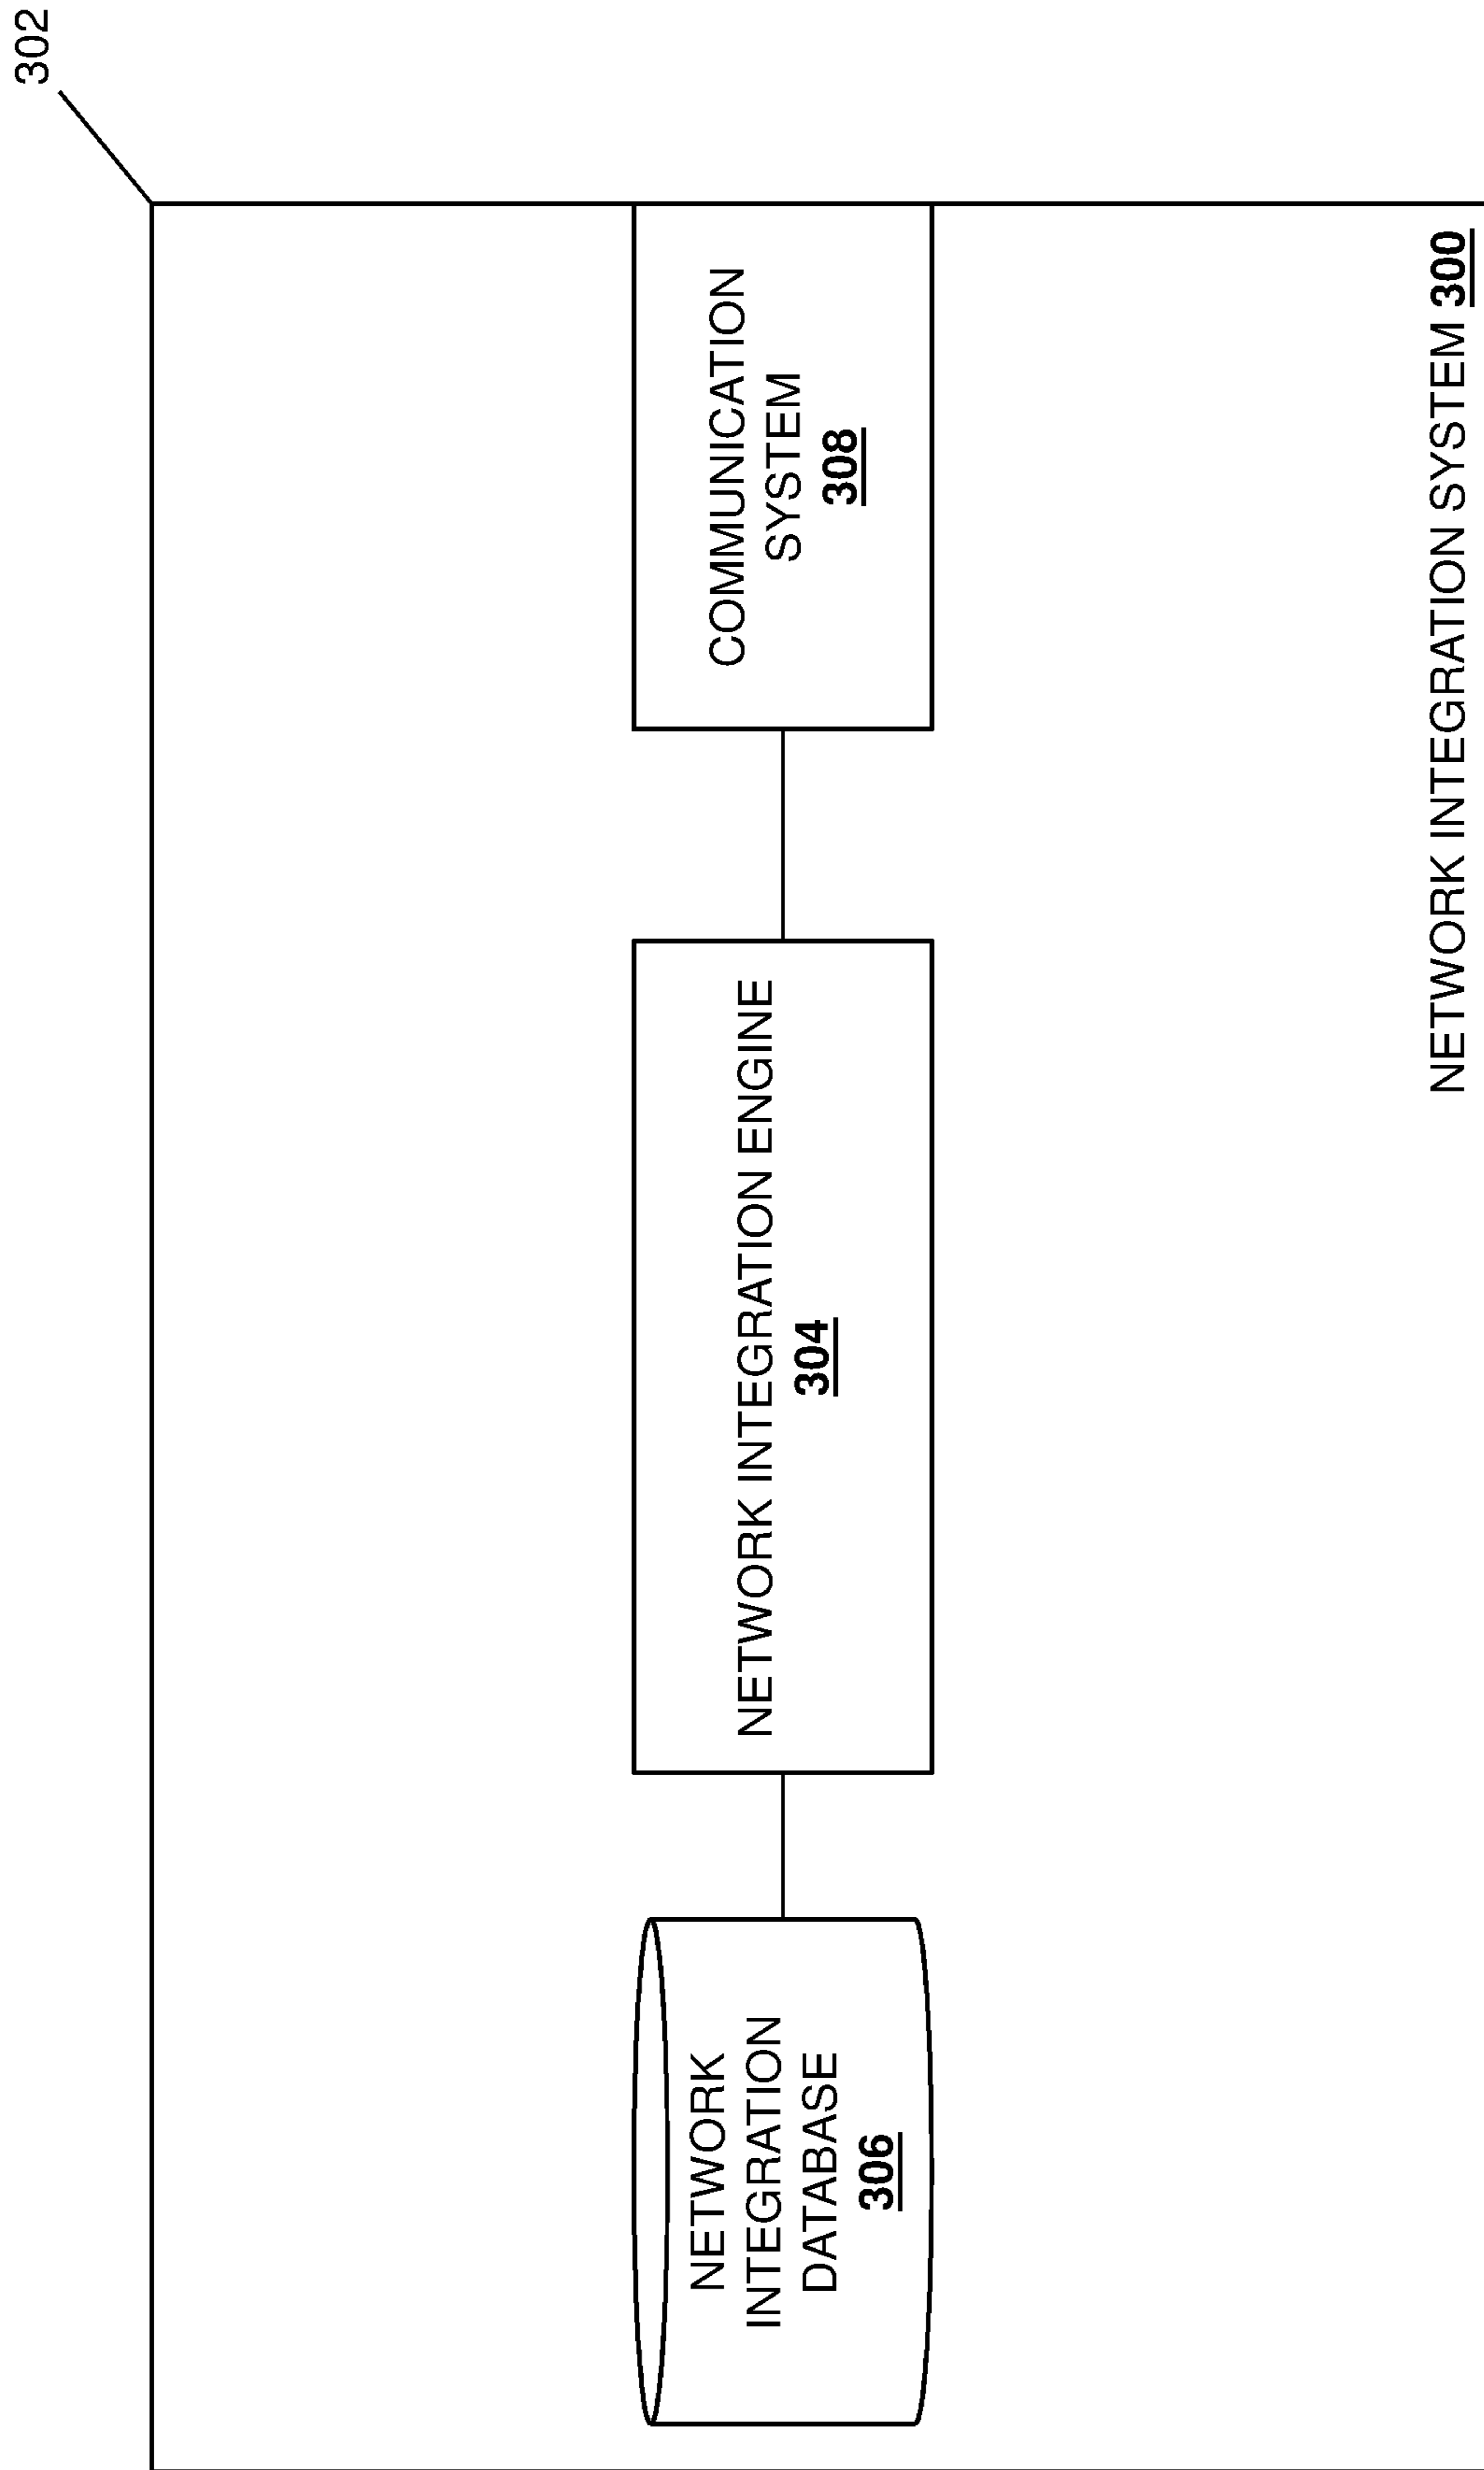 302
NETWORK
INTEGRATION
DATABASE
306
NETWORK INTEGRATION ENGINE
304
COMMUNICATION
SYSTEM
308
NETWORK INTEGRATION SYSTEM 300